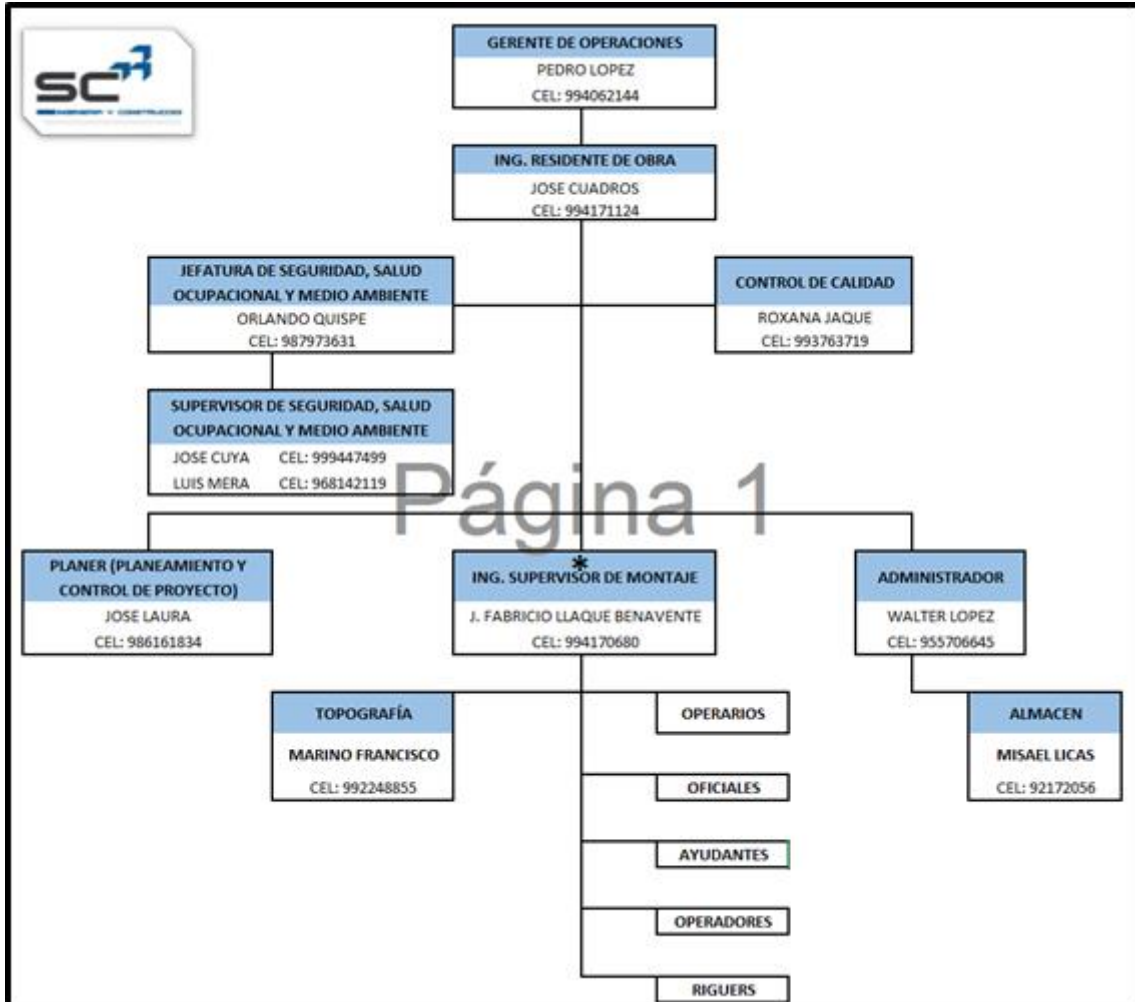 SC
INGENIERIA Y CONSTRUCCION
GERENTE DE OPERACIONES
PEDRO LOPEZ
CEL: 994062144
ING. RESIDENTE DE OBRA
JOSE CUADROS
CEL: 994171124
JEFATURA DE SEGURIDAD, SALUD
OCUPACIONAL Y MEDIO AMBIENTE
ORLANDO QUISPE
CEL: 987973631
CONTROL DE CALIDAD
ROXANA JAQUE
CEL: 993763719
SUPERVISOR DE SEGURIDAD, SALUD
OCUPACIONAL Y MEDIO AMBIENTE
JOSE CUYA CEL: 999447499
LUIS MERA CEL: 968142119
Página 1
PLANER (PLANEAMIENTO Y
CONTROL DE PROYECTO)
JOSE LAURA
CEL: 986161834
*
ING. SUPERVISOR DE MONTAJE
J. FABRICIO LLAQUE BENAVENTE
CEL: 994170680
ADMINISTRADOR
WALTER LOPEZ
CEL: 955706645
TOPOGRAFÍA
MARINO FRANCISCO
CEL: 992248855
OPERARIOS
OFICIALES
AYUDANTES
OPERADORES
RIGUERS
ALMACEN
MISAEL LICAS
CEL: 92172056